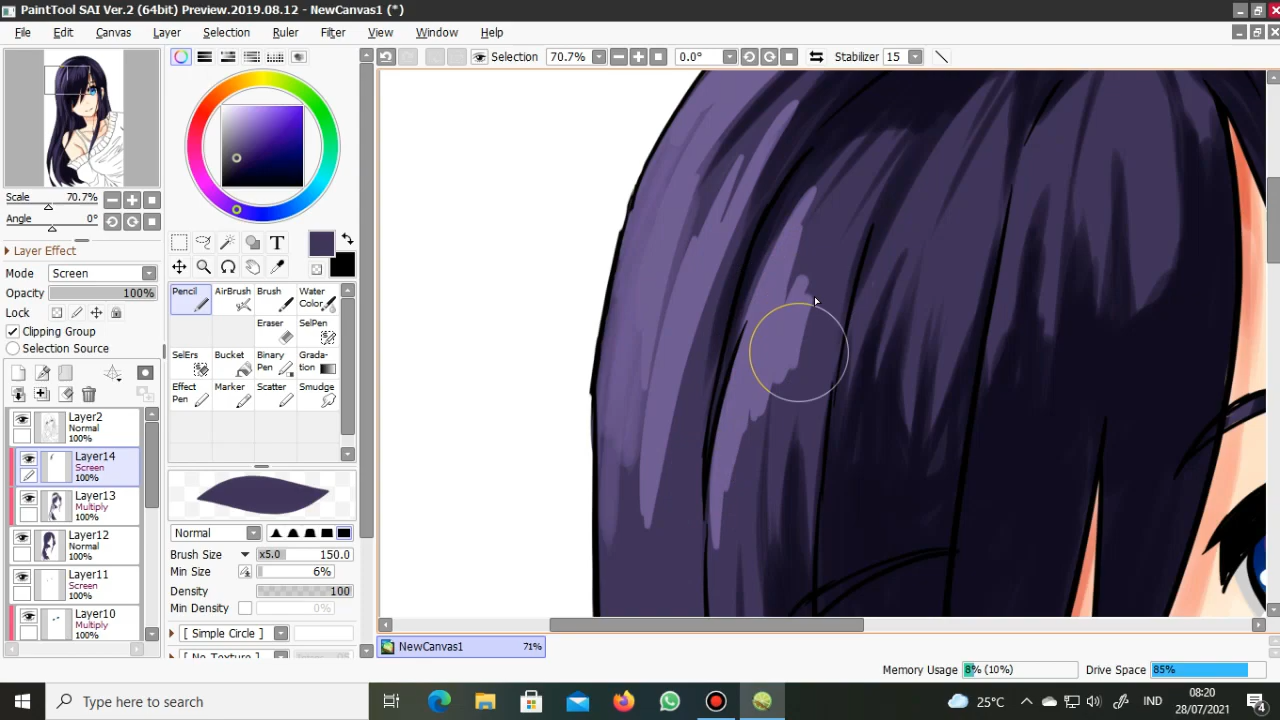 PaintTool SAI Ver.2 (64bit) Preview.2019.08.12 - NewCanvas1 (*)
File Edit Canvas Layer Selection Ruler Filter View Window Help
Selection 70.7% 0.0° Stabilizer 15
Scale 70.7%
Angle 0°
Layer Effect
Mode Screen
Opacity 100%
Lock
Clipping Group
Selection Source
Layer2
Normal
100%
Layer14
Screen
100%
Layer13
Multiply
100%
Layer12
Normal
100%
Layer11
Screen
100%
Layer10
Multiply
100%
T
Pencil AirBrush Brush Water Color
Eraser SelPen
SelErs Bucket Binary Pen Grada-tion
Effect Pen Marker Scatter Smudge
Normal
Brush Size x5.0 150.0
Min Size 6%
Density 100
Min Density 0%
[ Simple Circle ]
[ No Texture ]
NewCanvas1 71%
Memory Usage 8% (10%) Drive Space 85%
Type here to search
25°C IND
08:20
28/07/2021
4